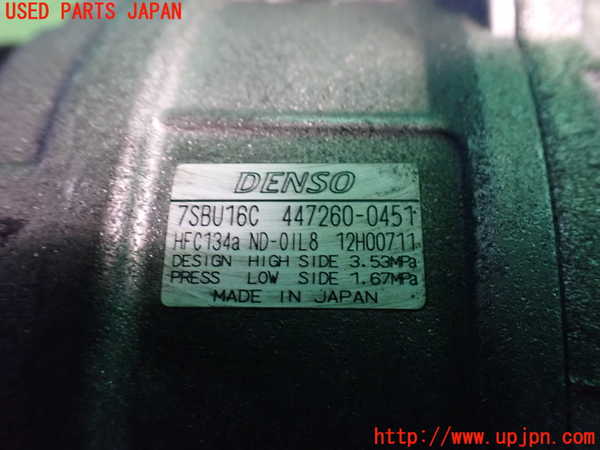 USED PARTS JAPAN
DENSO
7SBU16C 447260-0451
HFC134a ND-OIL8 12H00711
DESIGN HIGH SIDE 3.53MPa
PRESS LOW SIDE 1.67MPa
MADE IN JAPAN
http://www.upjpn.com/